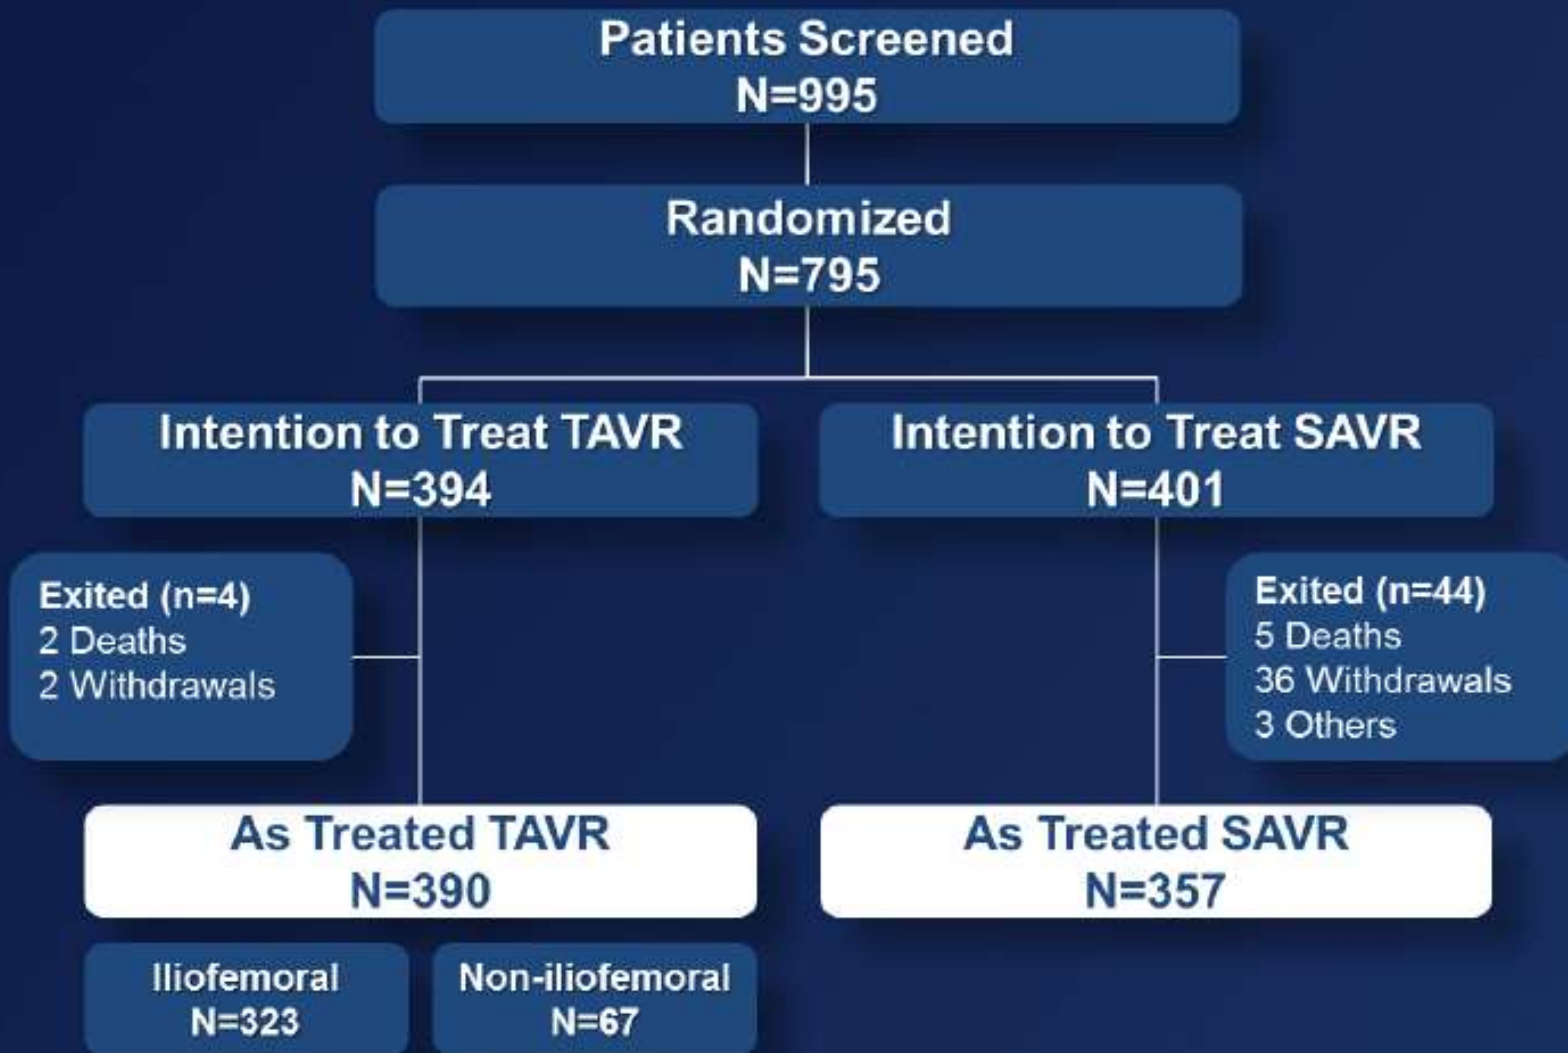 Patients Screened
N=995
Randomized
N=795
Intention to Treat TAVR
N=394
Intention to Treat SAVR
N=401
Exited (n=4)
2 Deaths
2 Withdrawals
Exited (n=44)
5 Deaths
36 Withdrawals
3 Others
As Treated TAVR
N=390
As Treated SAVR
N=357
Iliofemoral
N=323
Non-iliofemoral
N=67